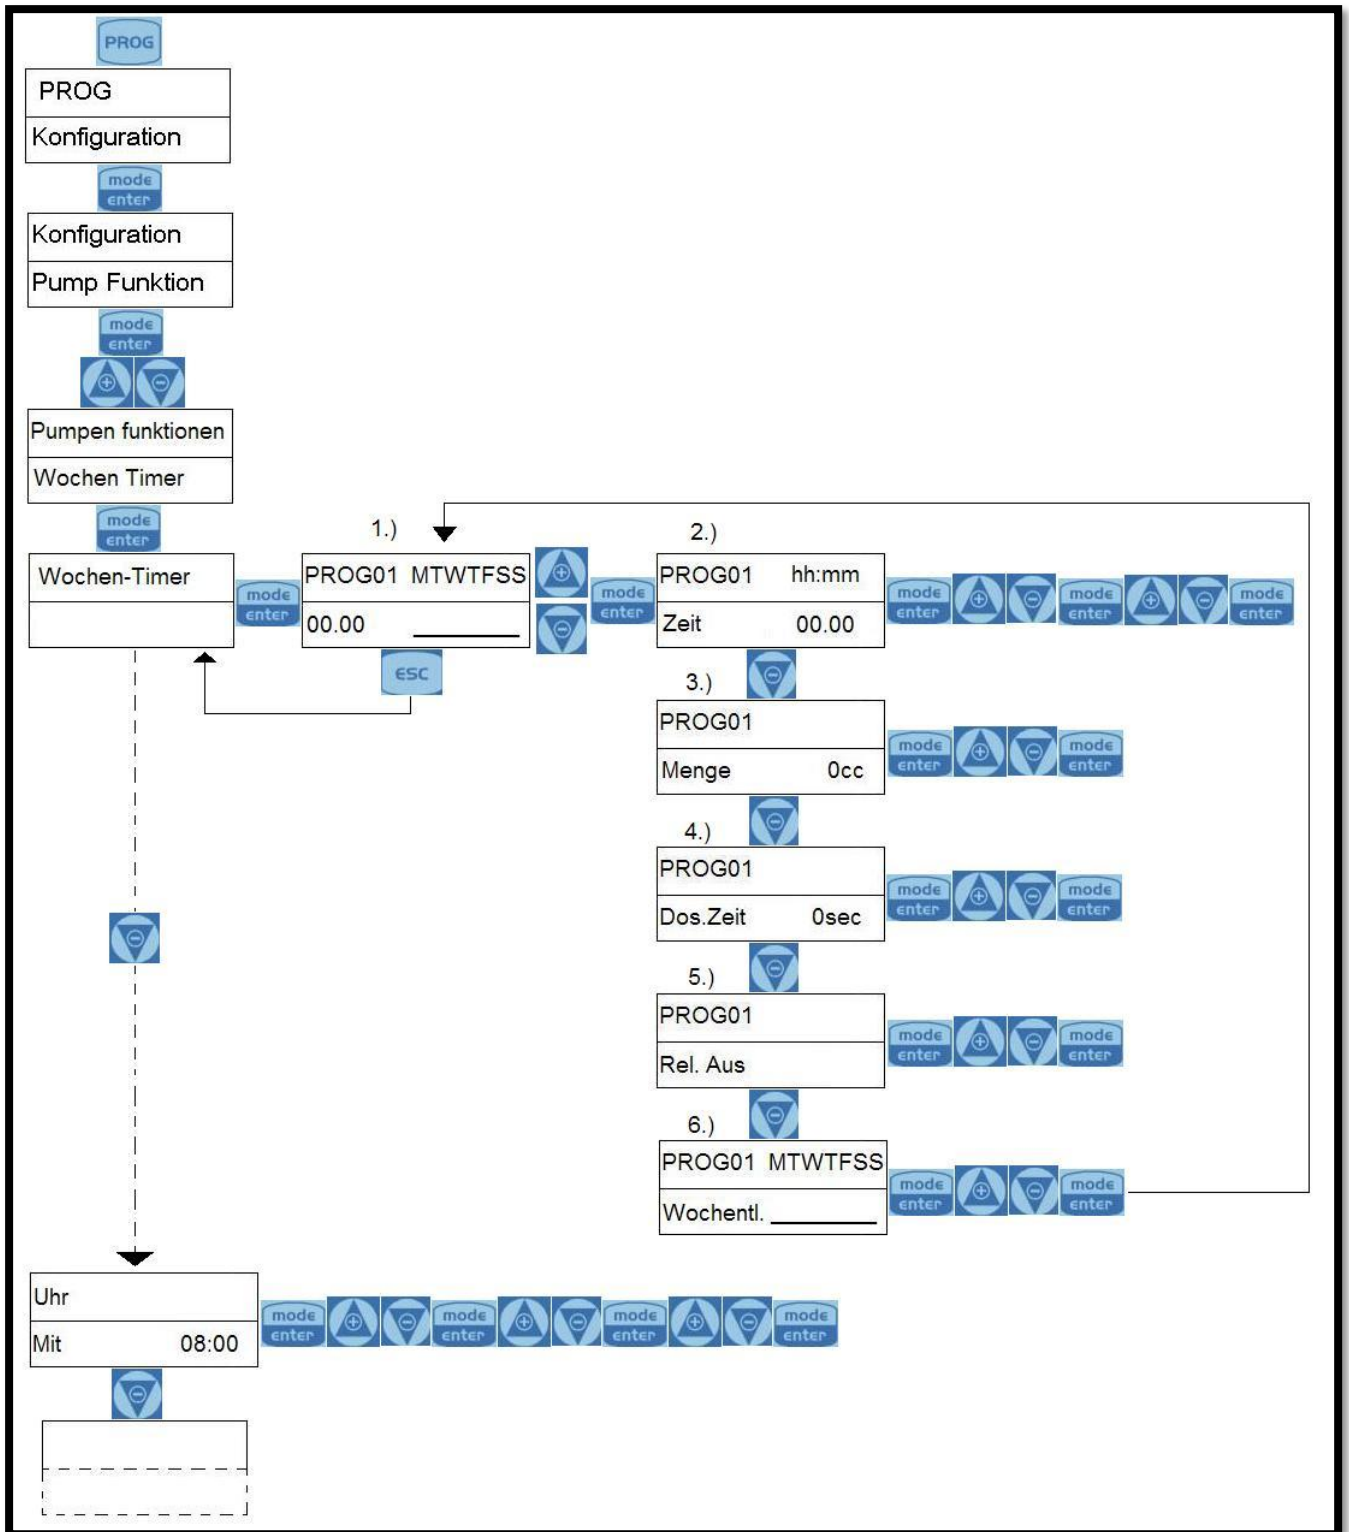 PROG
PROG
Konfiguration
mode
enter
Konfiguration
Pump Funktion
mode
enter
Pumpen funktionen
Wochen Timer
mode
enter
Wochen-Timer
mode
enter
1.)
PROG01 MTWTFSS
00.00
ESC
mode
enter
2.)
PROG01 hh:mm
Zeit 00.00
mode mode mode
enter enter enter
3.)
PROG01
Menge 0cc
mode mode
enter enter
4.)
PROG01
Dos.Zeit 0sec
mode mode
enter enter
5.)
PROG01
Rel. Aus
mode mode
enter enter
6.)
PROG01 MTWTFSS
Wochentl.
mode mode
enter enter
Uhr
Mit 08:00
mode mode mode mode
enter enter enter enter